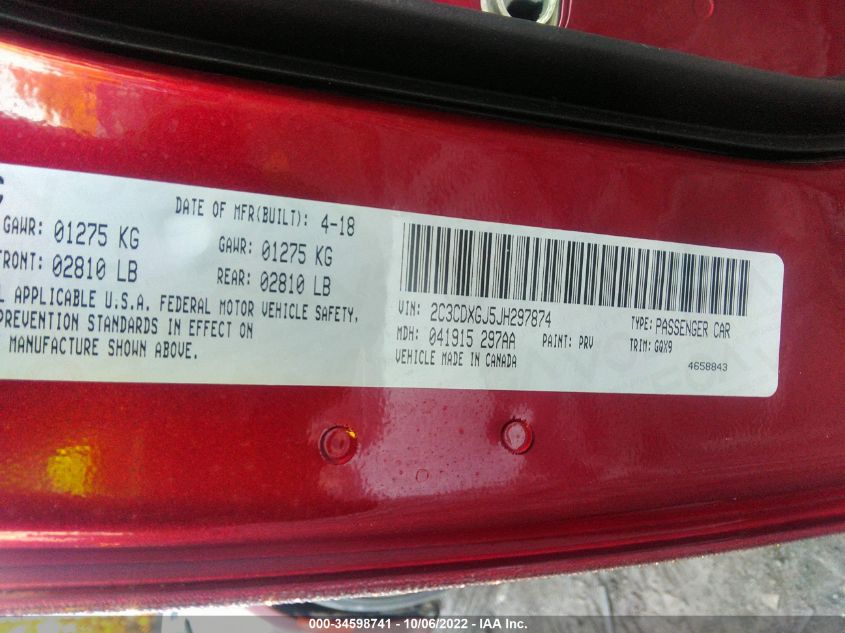 DATE OF MFR(BUILT): 4-18
GAWR: 01275 KG GAWR: 01275 KG
FRONT: 02810 LB REAR: 02810 LB
APPLICABLE U.S.A. FEDERAL MOTOR VEHICLE SAFETY,
PREVENTION STANDARDS IN EFFECT ON
MANUFACTURE SHOWN ABOVE.
VIN: 2C3CDXGJ5JH297874 TYPE: PASSENGER CAR
MDH: 041915 297AA PAINT: PRV TRIM: GQX9
VEHICLE MADE IN CANADA 4658843
000-34598741 - 10/06/2022 - IAA Inc.